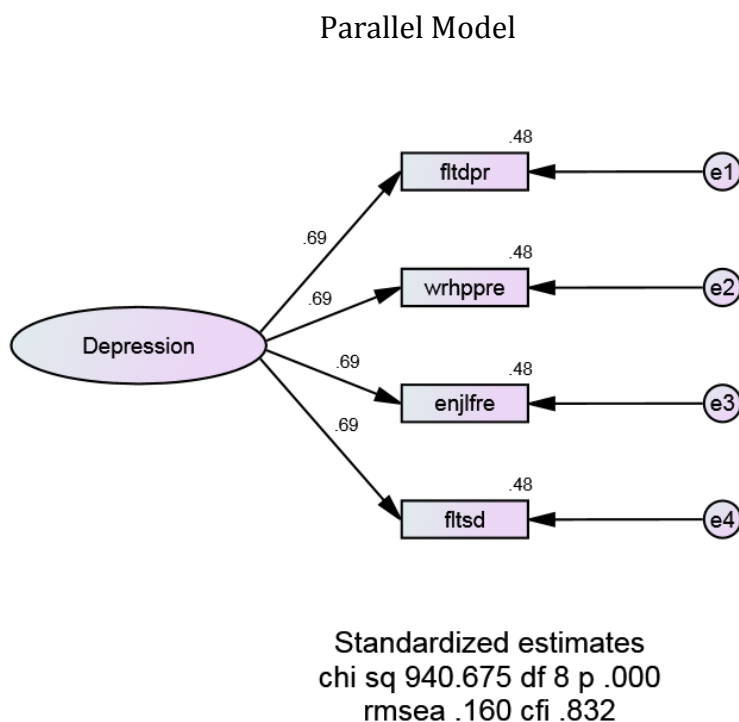 Parallel Model
.48
fltdpr
e1
.69
.48
wrhppre
e2
.69
Depression
.69
.48
enjlfre
e3
.69
.48
fltsd
e4
Standardized estimates
chi sq 940.675 df 8 p .000
rmsea .160 cfi .832